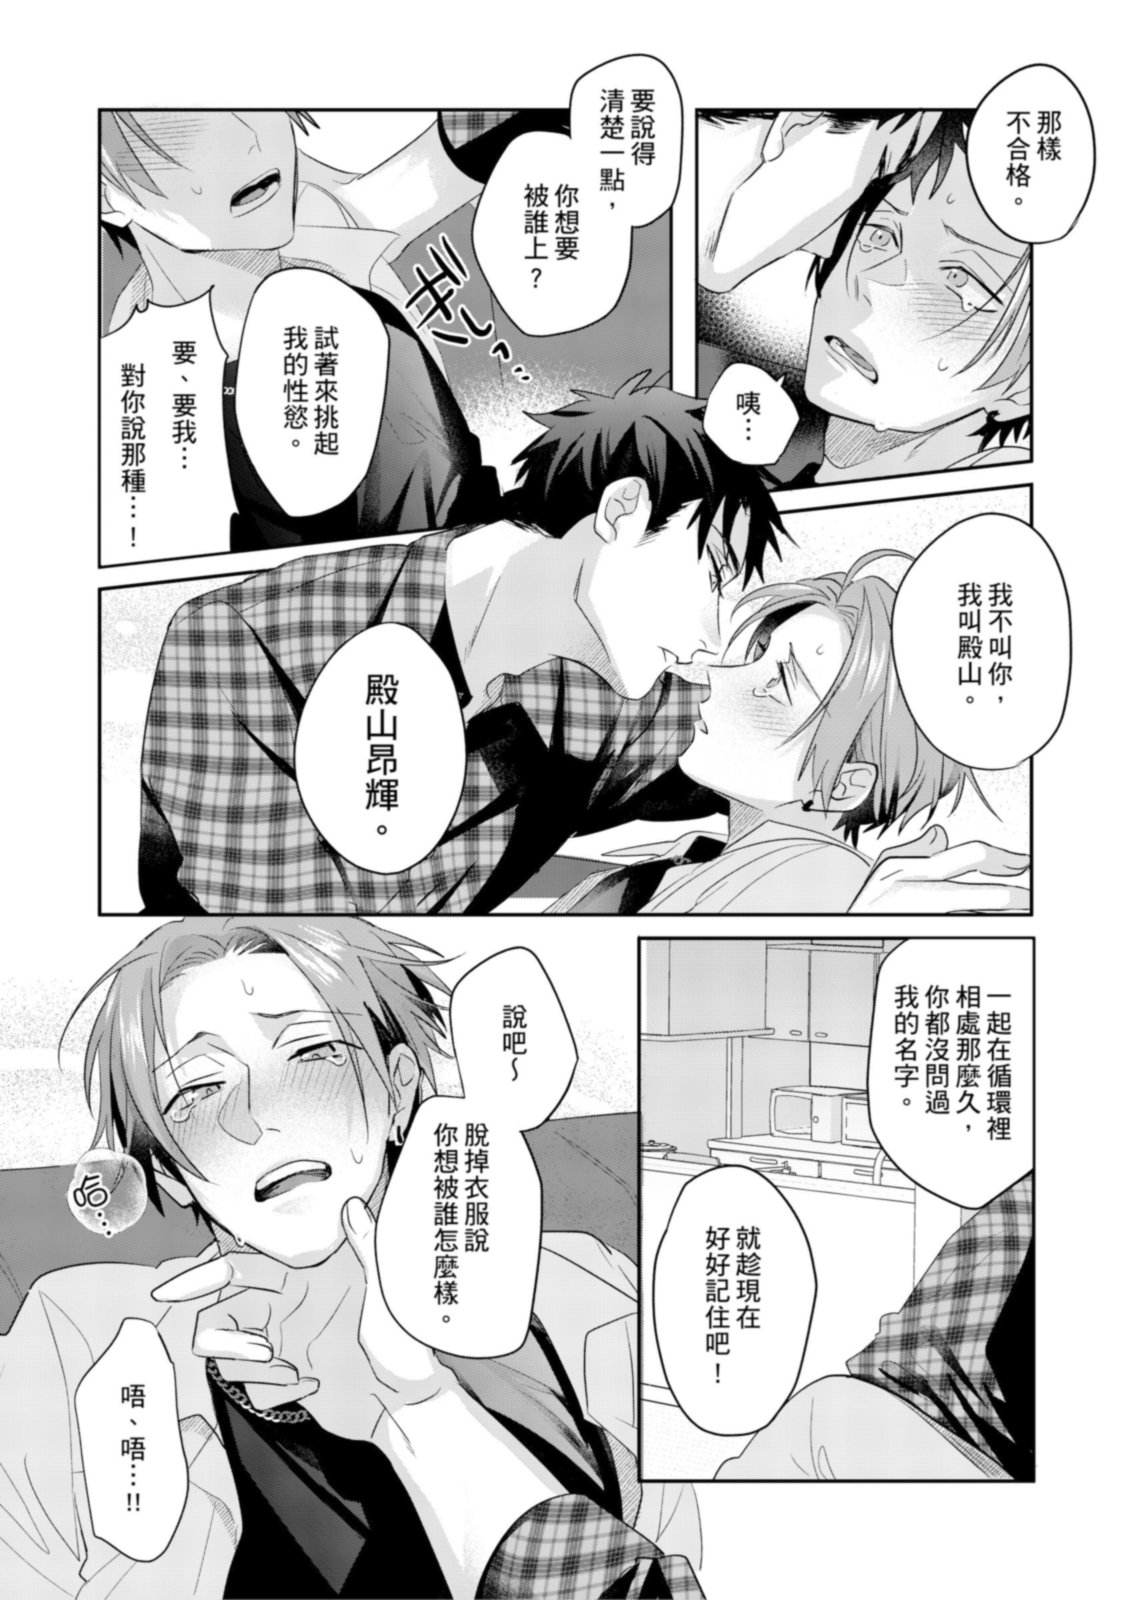 那樣
不合格。
咦…
要說得
清楚一點，
你想要
被誰上？
試著來挑起
我的性慾。
要、要我…
對你說那種…！
我不叫你，
我叫殿山。
殿山昂輝。
一起在循環裡
相處那麼久，
你都沒問過
我的名字。
就趁現在
好好記住吧！
說吧～
脫掉衣服說
你想被誰怎麼樣。
唔…
唔、唔…!!